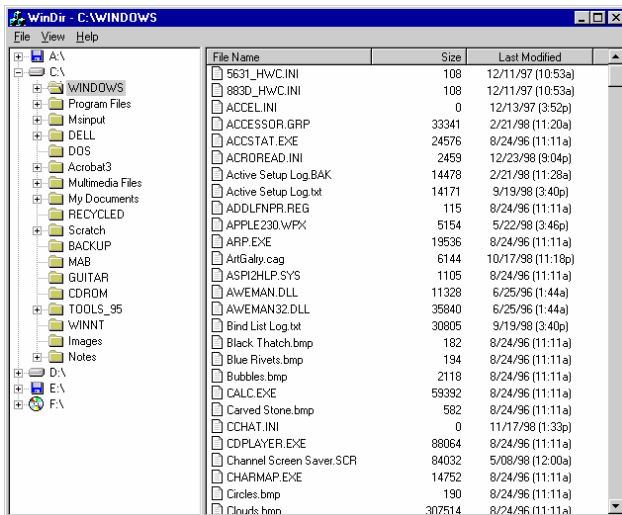 WinDir - C:\WINDOWS
File View Help
A:\
C:\
WINDOWS
Program Files
Msinput
DELL
DOS
Acrobat3
Multimedia Files
My Documents
RECYCLED
Scratch
BACKUP
MAB
GUITAR
CDROM
TOOLS_95
WINNT
Images
Notes
D:\
E:\
F:\
File Name Size Last Modified
5631_HWC.INI 108 12/11/97 (10:53a)
883D_HWC.INI 108 12/11/97 (10:53a)
ACCEL.INI 0 12/13/97 (3:52p)
ACCESSOR.GRP 33341 2/21/98 (11:20a)
ACCSTAT.EXE 24576 8/24/96 (11:11a)
ACROREAD.INI 2459 12/23/98 (9:04p)
Active Setup Log.BAK 14478 2/21/98 (11:28a)
Active Setup Log.txt 14171 9/19/98 (3:40p)
ADDLFNPR.REG 115 8/24/96 (11:11a)
APPLE230.WPX 5154 5/22/98 (3:46p)
ARP.EXE 19536 8/24/96 (11:11a)
ArtGalry.cag 6144 10/17/98 (11:18p)
ASPI2HLP.SYS 1105 8/24/96 (11:11a)
AWEMAN.DLL 11328 6/25/96 (1:44a)
AWEMAN32.DLL 35840 6/25/96 (1:44a)
Bind List Log.txt 30805 9/19/98 (3:40p)
Black Thatch.bmp 182 8/24/96 (11:11a)
Blue Rivets.bmp 194 8/24/96 (11:11a)
Bubbles.bmp 2118 8/24/96 (11:11a)
CALC.EXE 59392 8/24/96 (11:11a)
Carved Stone.bmp 582 8/24/96 (11:11a)
CCHAT.INI 0 11/17/98 (1:33p)
CDPLAYER.EXE 88064 8/24/96 (11:11a)
Channel Screen Saver.SCR 84032 5/08/98 (12:00a)
CHARMAP.EXE 14752 8/24/96 (11:11a)
Circles.bmp 190 8/24/96 (11:11a)
Clouds.bmp 307514 8/24/96 (11:11a)